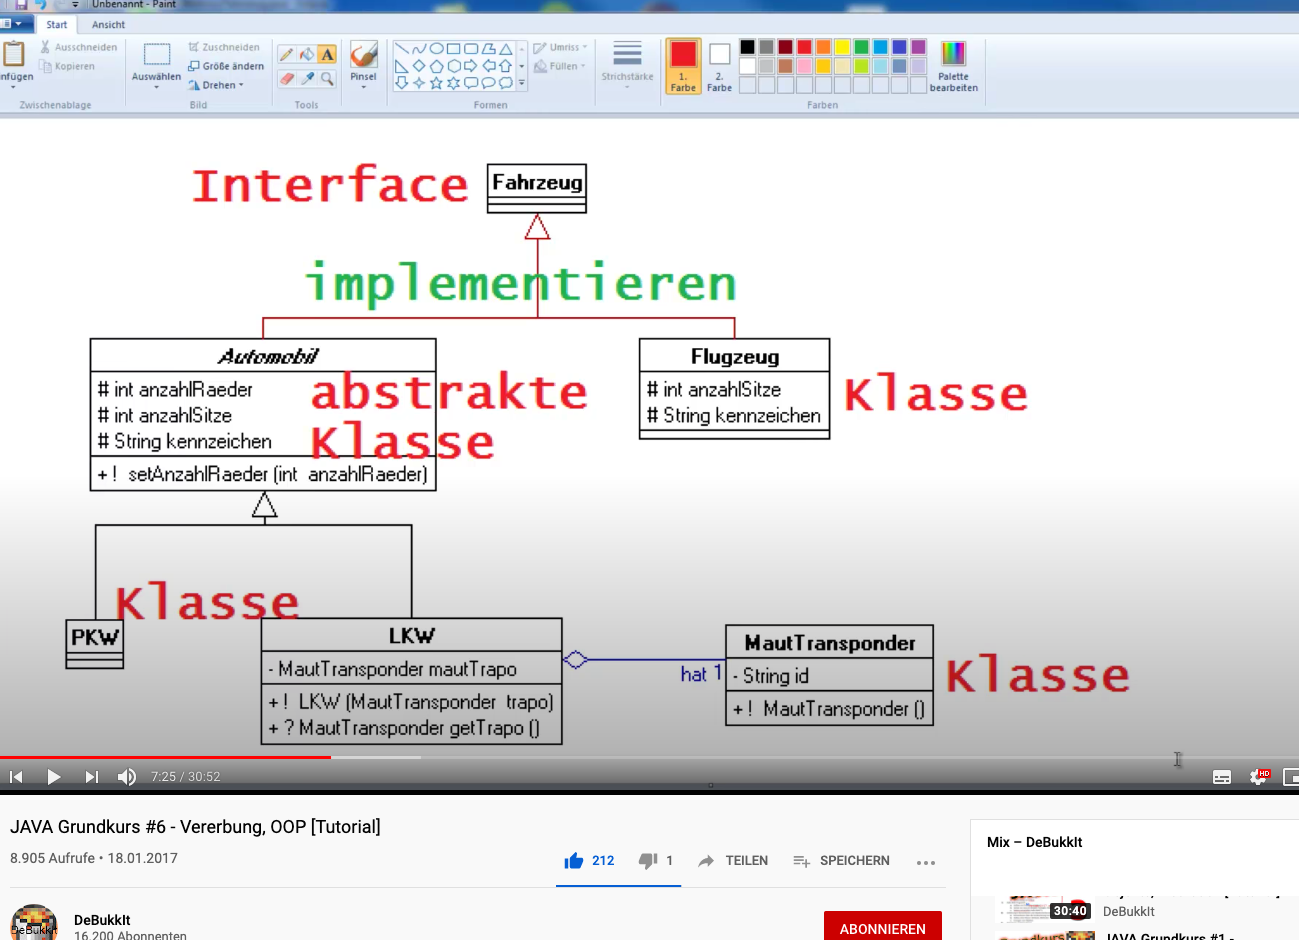 Unbenannt - Paint
Start
Ansicht
Ausschneiden
Kopieren
Zwischenablage
Auswählen
Zuschneiden
Größe ändern
Drehen
Bild
Tools
Pinsel
Formen
Umriss
Füllen
Strichstärke
1.
Farbe
2.
Farbe
Palette
bearbeiten
Farben
Interface
Fahrzeug
implementieren
Automobil
# int anzahlRaeder
# int anzahlSitze
# String kennzeichen
+ ! setAnzahlRaeder (int anzahlRaeder)
abstrakte
Klasse
Flugzeug
# int anzahlSitze
# String kennzeichen
Klasse
Klasse
PKW
LKW
- MautTransponder mautTrapo
+ ! LKW (MautTransponder trapo)
+ ? MautTransponder getTrapo ()
hat 1
MautTransponder
- String id
+ ! MautTransponder ()
Klasse
7:25 / 30:52
HD
JAVA Grundkurs #6 - Vererbung, OOP [Tutorial]
8.905 Aufrufe • 18.01.2017
212
1
TEILEN
SPEICHERN
Mix – DeBukkIt
DeBukkIt
16.200 Abonnenten
ABONNIEREN
30:40
DeBukkIt
JAVA Grundkurs #1 -